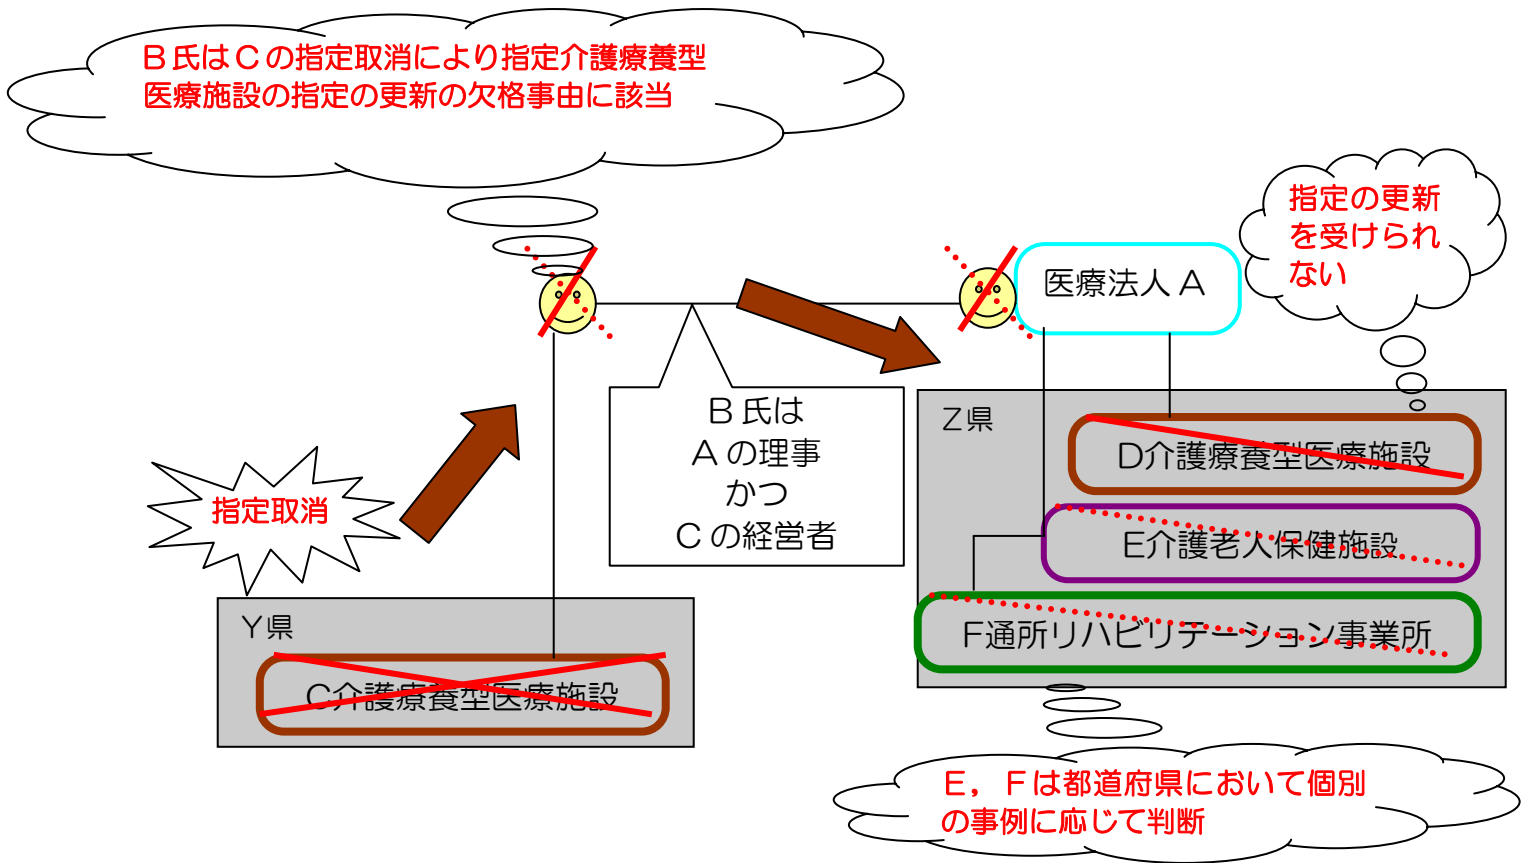 B氏はCの指定取消により指定介護療養型
医療施設の指定の更新の欠格事由に該当
指定の更新
を受けられ
ない
医療法人A
B氏は
Aの理事
かつ
Cの経営者
Z県
D介護療養型医療施設
E介護老人保健施設
F通所リハビリテーション事業所
指定取消
Y県
C介護療養型医療施設
E，Fは都道府県において個別
の事例に応じて判断